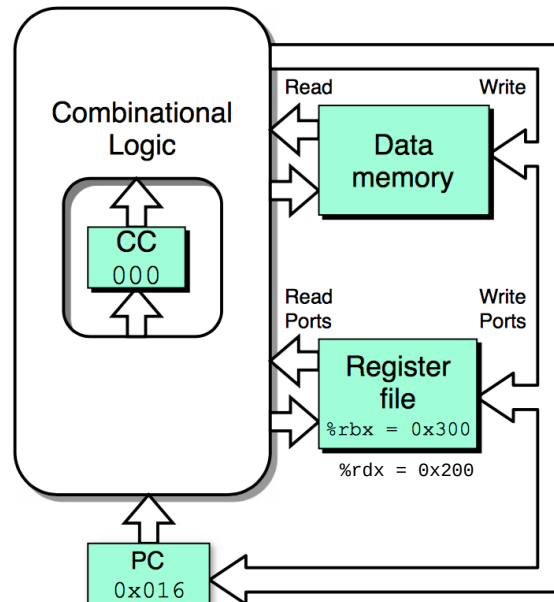 Combinational
Logic
CC
000
Read
Write
Data
memory
Read
Ports
Write
Ports
Register
file
%rbx = 0x300
%rdx = 0x200
PC
0x016